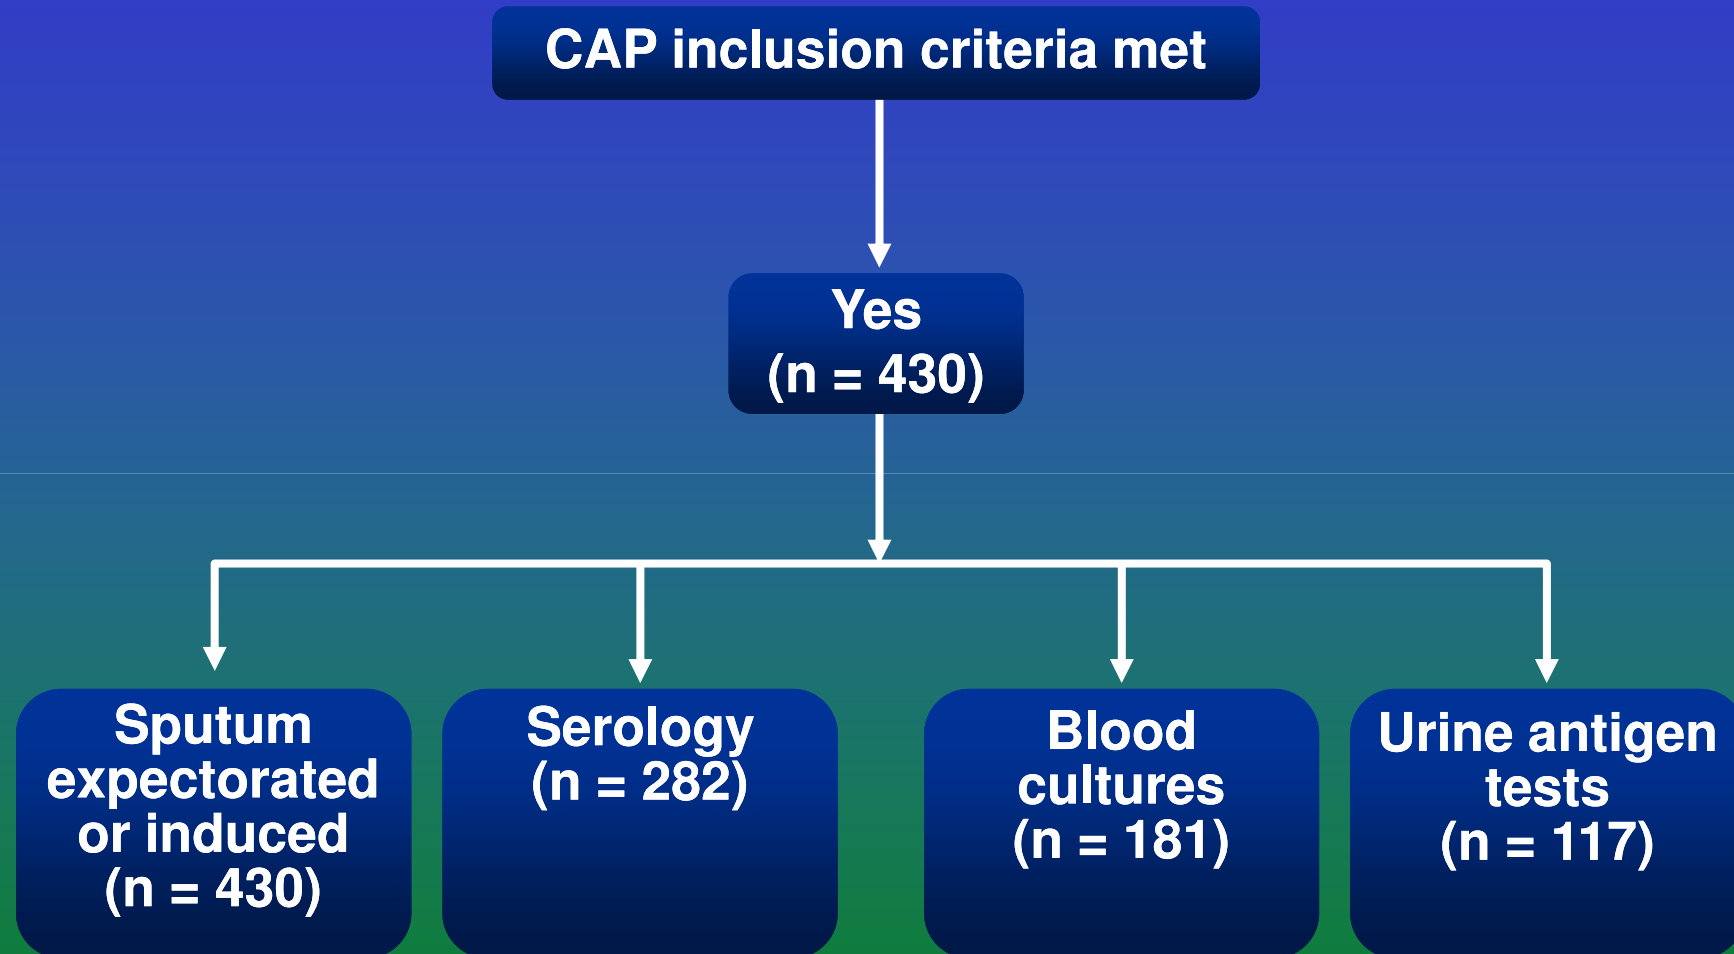 CAP inclusion criteria met
Yes
(n = 430)
Sputum
expectorated
or induced
(n = 430)
Serology
(n = 282)
Blood
cultures
(n = 181)
Urine antigen
tests
(n = 117)